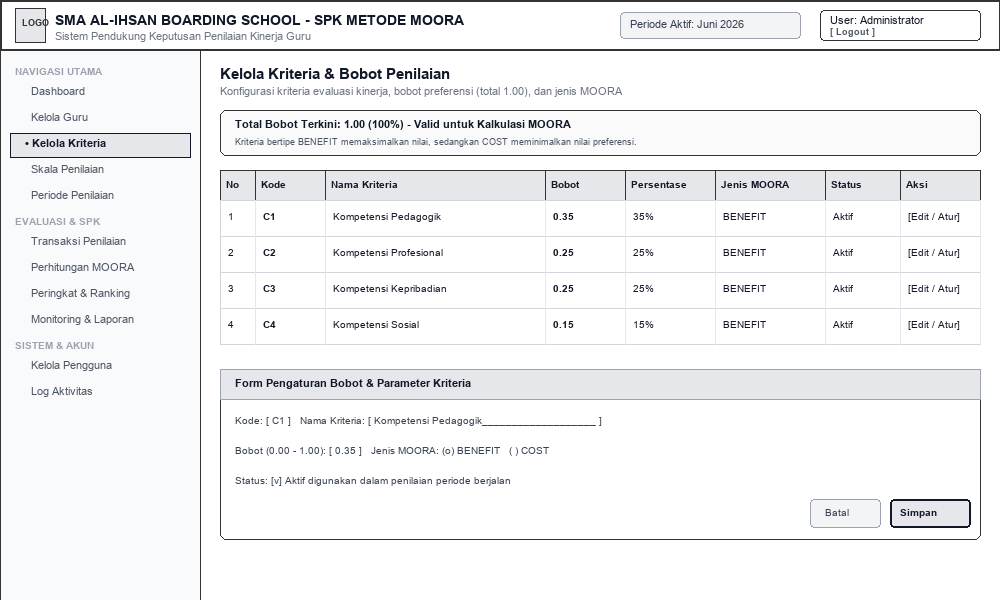 LOGO
SMA AL-IHSAN BOARDING SCHOOL - SPK METODE MOORA
Sistem Pendukung Keputusan Penilaian Kinerja Guru
Periode Aktif: Juni 2026
User: Administrator
[ Logout ]
NAVIGASI UTAMA
Dashboard
Kelola Guru
• Kelola Kriteria
Skala Penilaian
Periode Penilaian
EVALUASI & SPK
Transaksi Penilaian
Perhitungan MOORA
Peringkat & Ranking
Monitoring & Laporan
SISTEM & AKUN
Kelola Pengguna
Log Aktivitas
Kelola Kriteria & Bobot Penilaian
Konfigurasi kriteria evaluasi kinerja, bobot preferensi (total 1.00), dan jenis MOORA
Total Bobot Terkini: 1.00 (100%) - Valid untuk Kalkulasi MOORA
Kriteria bertipe BENEFIT memaksimalkan nilai, sedangkan COST meminimalkan nilai preferensi.
No Kode Nama Kriteria Bobot Persentase Jenis MOORA Status Aksi
1 C1 Kompetensi Pedagogik 0.35 35% BENEFIT Aktif [Edit / Atur]
2 C2 Kompetensi Profesional 0.25 25% BENEFIT Aktif [Edit / Atur]
3 C3 Kompetensi Kepribadian 0.25 25% BENEFIT Aktif [Edit / Atur]
4 C4 Kompetensi Sosial 0.15 15% BENEFIT Aktif [Edit / Atur]
Form Pengaturan Bobot & Parameter Kriteria
Kode: [ C1 ] Nama Kriteria: [ Kompetensi Pedagogik____________________ ]
Bobot (0.00 - 1.00): [ 0.35 ] Jenis MOORA: (o) BENEFIT ( ) COST
Status: [v] Aktif digunakan dalam penilaian periode berjalan
Batal
Simpan